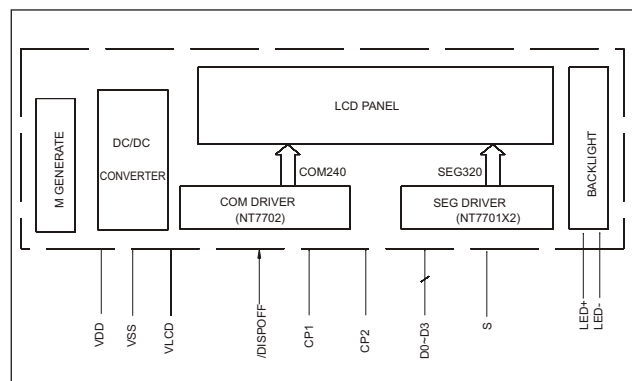 LCD PANEL
M GENERATE
DC/DC
CONVERTER
BACKLIGHT
COM240
SEG320
COM DRIVER
(NT7702)
SEG DRIVER
(NT7701X2)
VDD
VSS
VLCD
/DISPOFF
CP1
CP2
D0~D3
S
LED+
LED-